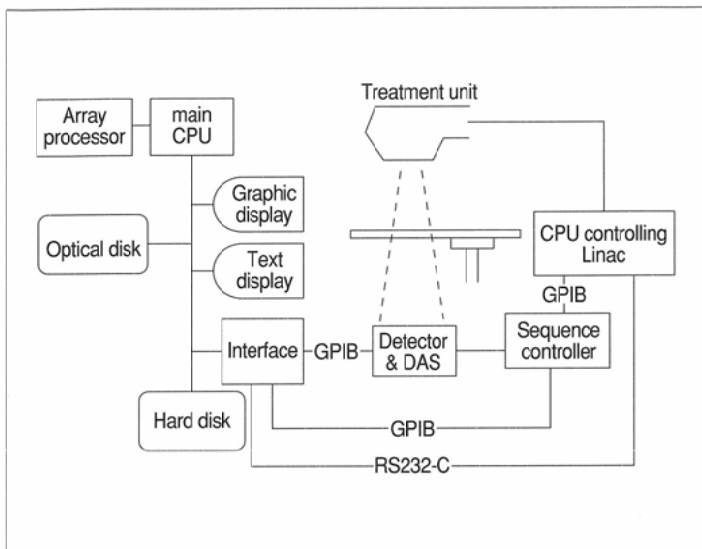 Treatment unit
Array
processor
main
CPU
Graphic
display
Optical disk
Text
display
CPU controlling
Linac
GPIB
Interface
GPIB
Detector
& DAS
Sequence
controller
Hard disk
GPIB
RS232-C